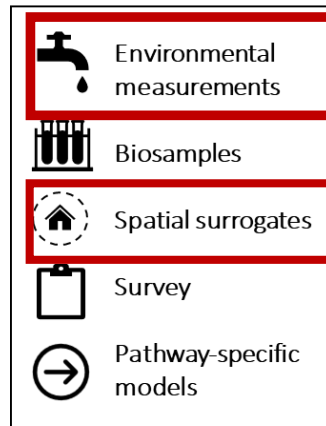 Environmental
measurements
Biosamples
Spatial surrogates
Survey
Pathway-specific
models